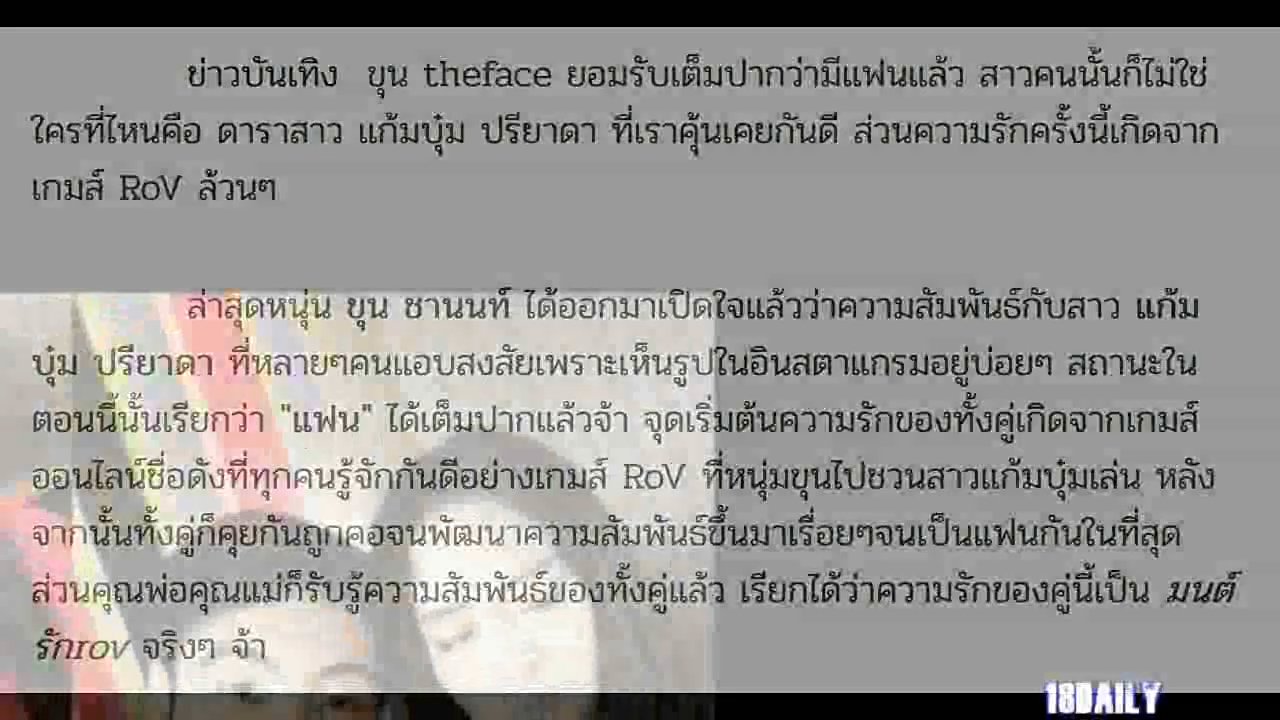 ข่าวบันเทิง ขุน theface ยอมรับเต็มปากว่ามีแฟนแล้ว สาวคนนั้นก็ไม่ใช่
ใครที่ไหนคือ ดาราสาว แก้มบุ๋ม ปรียาดา ที่เราคุ้นเคยกันดี ส่วนความรักครั้งนี้เกิดจาก
เกมส์ RoV ล้วนๆ
ล่าสุดหนุ่น ขุน ชานนท์ ได้ออกมาเปิดใจแล้วว่าความสัมพันธ์กับสาว แก้ม
บุ๋ม ปรียาดา ที่หลายๆคนแอบสงสัยเพราะเห็นรูปในอินสตาแกรมอยู่บ่อยๆ สถานะใน
ตอนนี้นั้นเรียกว่า "แฟน" ได้เต็มปากแล้วจ้า จุดเริ่มต้นความรักของทั้งคู่เกิดจากเกมส์
ออนไลน์ชื่อดังที่ทุกคนรู้จักกันดีอย่างเกมส์ RoV ที่หนุ่มขุนไปชวนสาวแก้มบุ๋มเล่น หลัง
จากนั้นทั้งคู่ก็คุยกันถูกคอจนพัฒนาความสัมพันธ์ขึ้นมาเรื่อยๆจนเป็นแฟนกันในที่สุด
ส่วนคุณพ่อคุณแม่ก็รับรู้ความสัมพันธ์ของทั้งคู่แล้ว เรียกได้ว่าความรักของคู่นี้เป็น มนต์
รักrov จริงๆ จ้า
18DAILY